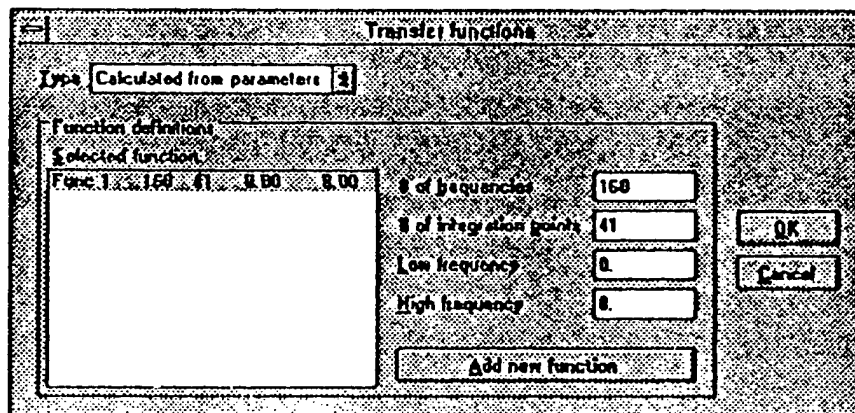 Transfer functions
Type Calculated from parameters
Function definitions
Selected function:
Func 1 160 41 0.00 8.00
# of frequencies 160
# of integration points 41
Low frequency 0.
High frequency 8.
Add new function
OK
Cancel